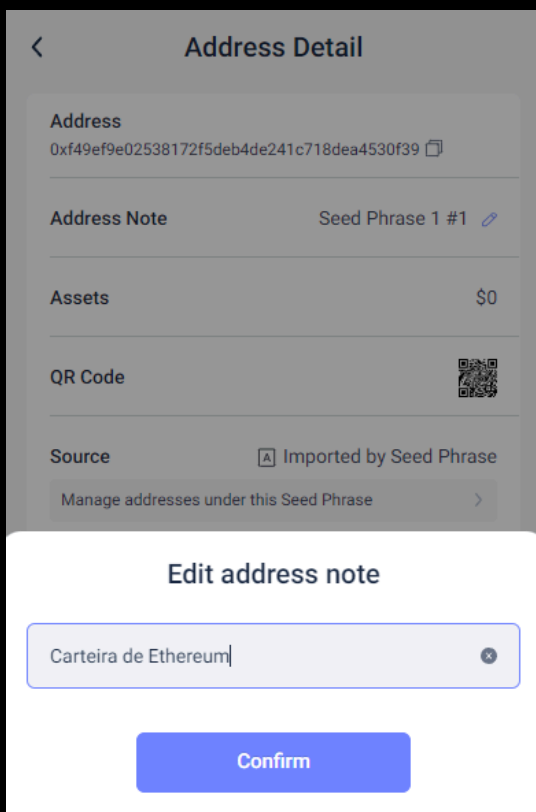 Address Detail
Address
0xf49ef9e02538172f5deb4de241c718dea4530f39
Address Note Seed Phrase 1 #1
Assets $0
QR Code
Source A Imported by Seed Phrase
Manage addresses under this Seed Phrase
Edit address note
Carteira de Ethereum
Confirm